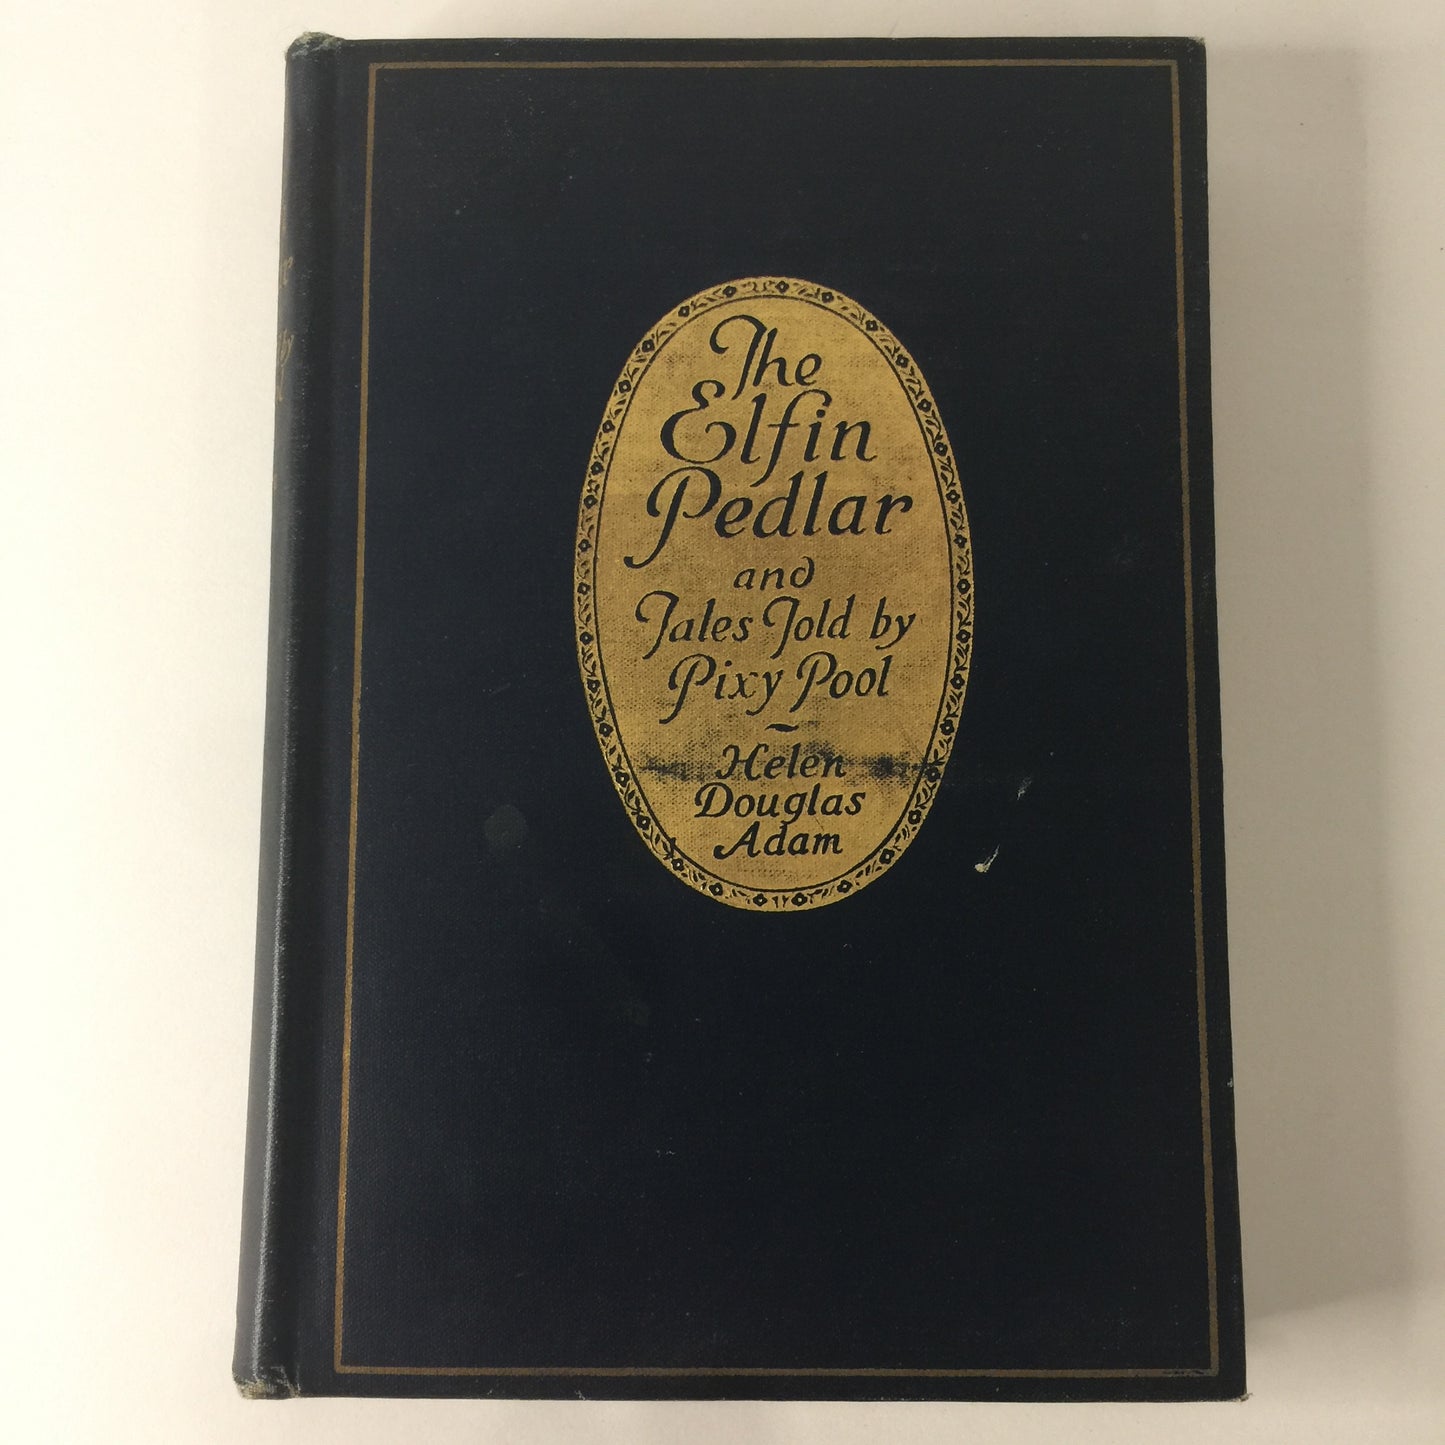 The
Elfin
Pedlar
and
Tales Told by
Pixy Pool
~
Helen
Douglas
Adam